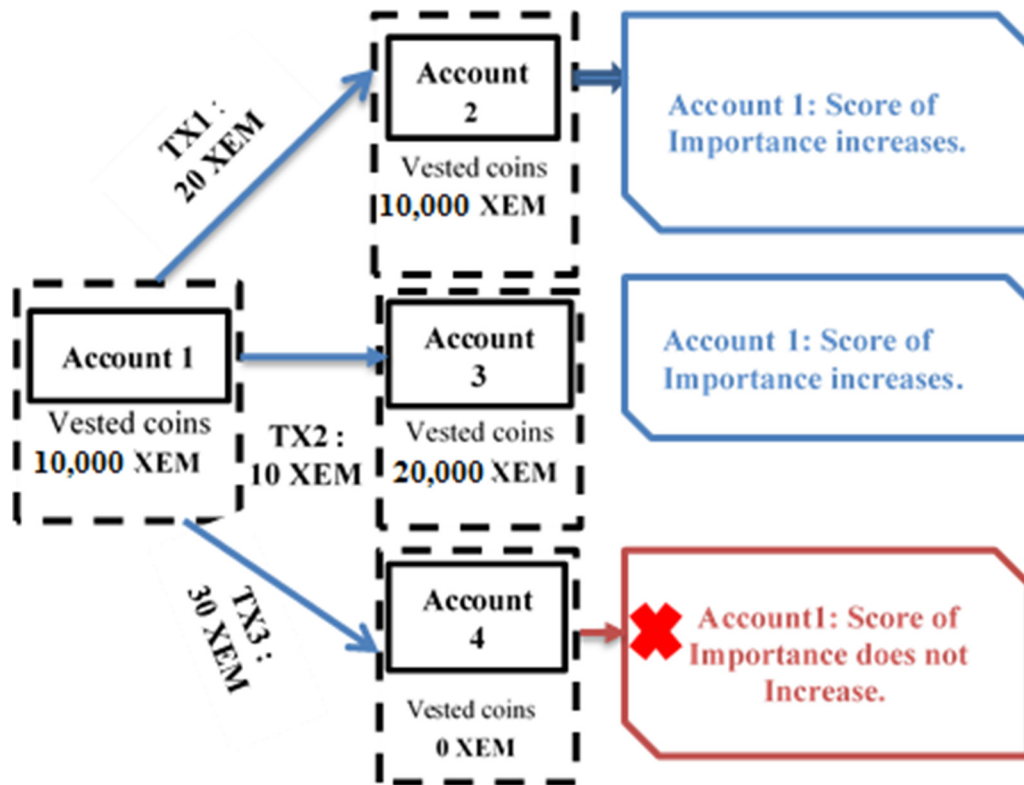 TX1 :
20 XEM
Account
2
Vested coins
10,000 XEM
Account 1: Score of
Importance increases.
Account 1
Vested coins
10,000 XEM
TX2 :
10 XEM
Account
3
Vested coins
20,000 XEM
Account 1: Score of
Importance increases.
TX3 :
30 XEM
Account
4
Vested coins
0 XEM
Account1: Score of
Importance does not
Increase.